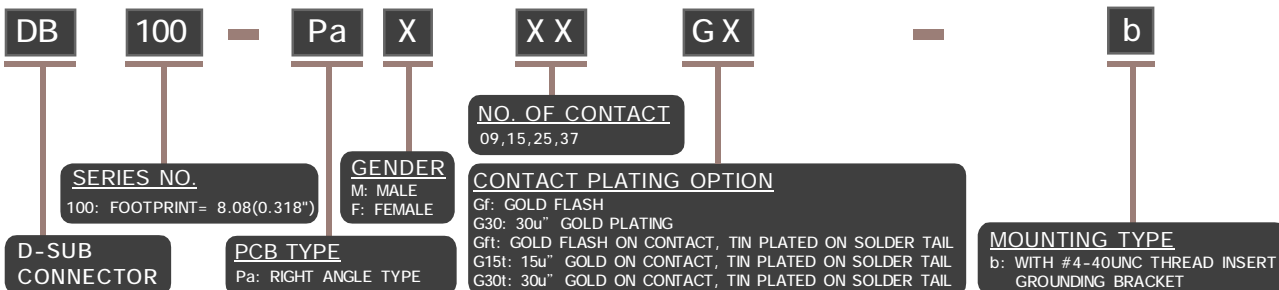 DB 100 - Pa X XX GX - b
NO. OF CONTACT
09,15,25,37
SERIES NO.
100: FOOTPRINT= 8.08(0.318")
GENDER
M: MALE
F: FEMALE
CONTACT PLATING OPTION
Gf: GOLD FLASH
G30: 30u" GOLD PLATING
Gft: GOLD FLASH ON CONTACT, TIN PLATED ON SOLDER TAIL
G15t: 15u" GOLD ON CONTACT, TIN PLATED ON SOLDER TAIL
G30t: 30u" GOLD ON CONTACT, TIN PLATED ON SOLDER TAIL
D-SUB
CONNECTOR
PCB TYPE
Pa: RIGHT ANGLE TYPE
MOUNTING TYPE
b: WITH #4-40UNC THREAD INSERT
GROUNDING BRACKET